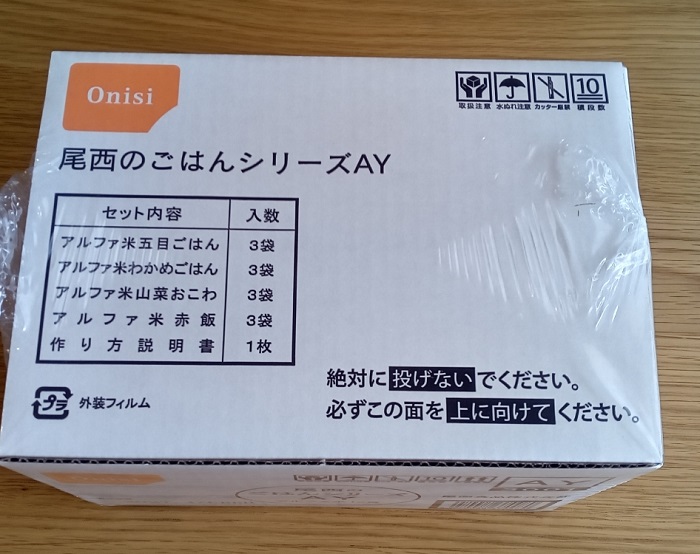 Onisi
取扱注意 水ぬれ注意 カッター厳禁 積段数
10
尾西のごはんシリーズAY
セット内容 入数
アルファ米五目ごはん 3袋
アルファ米わかめごはん 3袋
アルファ米山菜おこわ 3袋
アルファ米赤飯 3袋
作り方説明書 1枚
プラ 外装フィルム
絶対に投げないでください。
必ずこの面を上に向けてください。
AY
AY